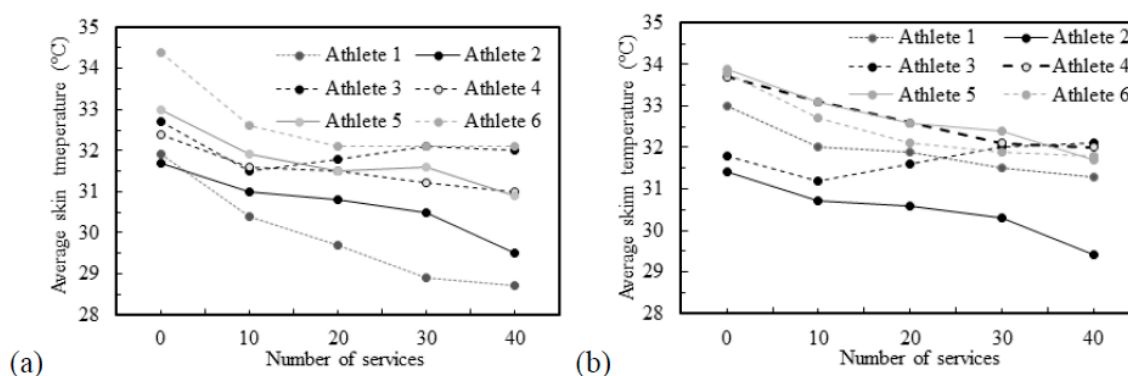 35
34
33
32
31
30
29
28
Average skin tmeperature (°C)
Athlete 1 Athlete 2
Athlete 3 Athlete 4
Athlete 5 Athlete 6
0 10 20 30 40
Number of services
(a)
35
34
33
32
31
30
29
28
Average skinn temperature (°C)
Athlete 1 Athlete 2
Athlete 3 Athlete 4
Athlete 5 Athlete 6
0 10 20 30 40
Number of services
(b)